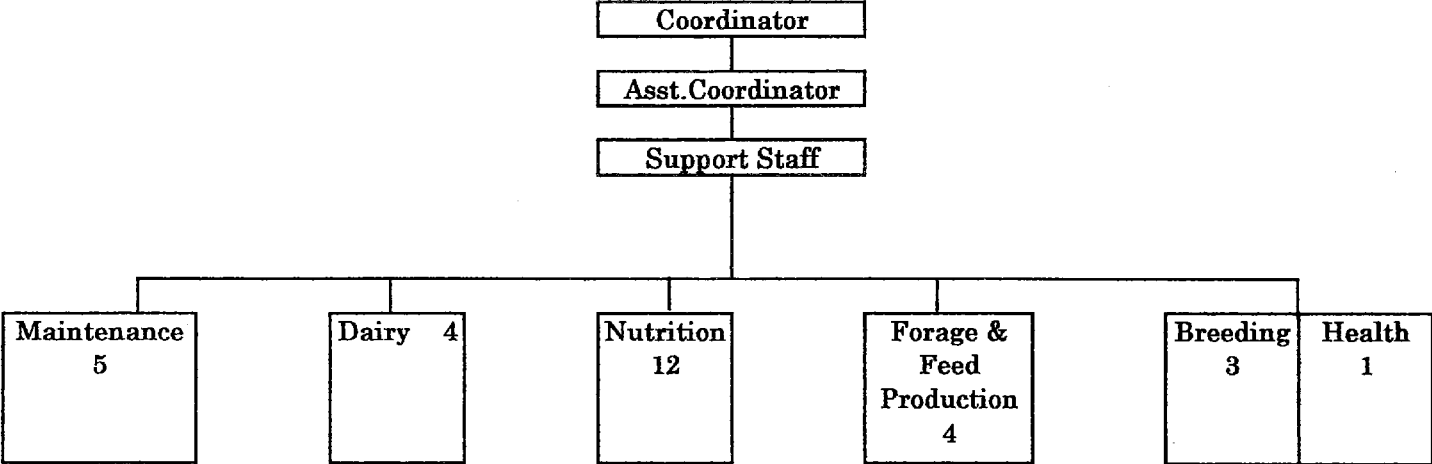 Coordinator
Asst.Coordinator
Support Staff
Maintenance
5
Dairy 4
Nutrition
12
Forage &
Feed
Production
4
Breeding
3
Health
1